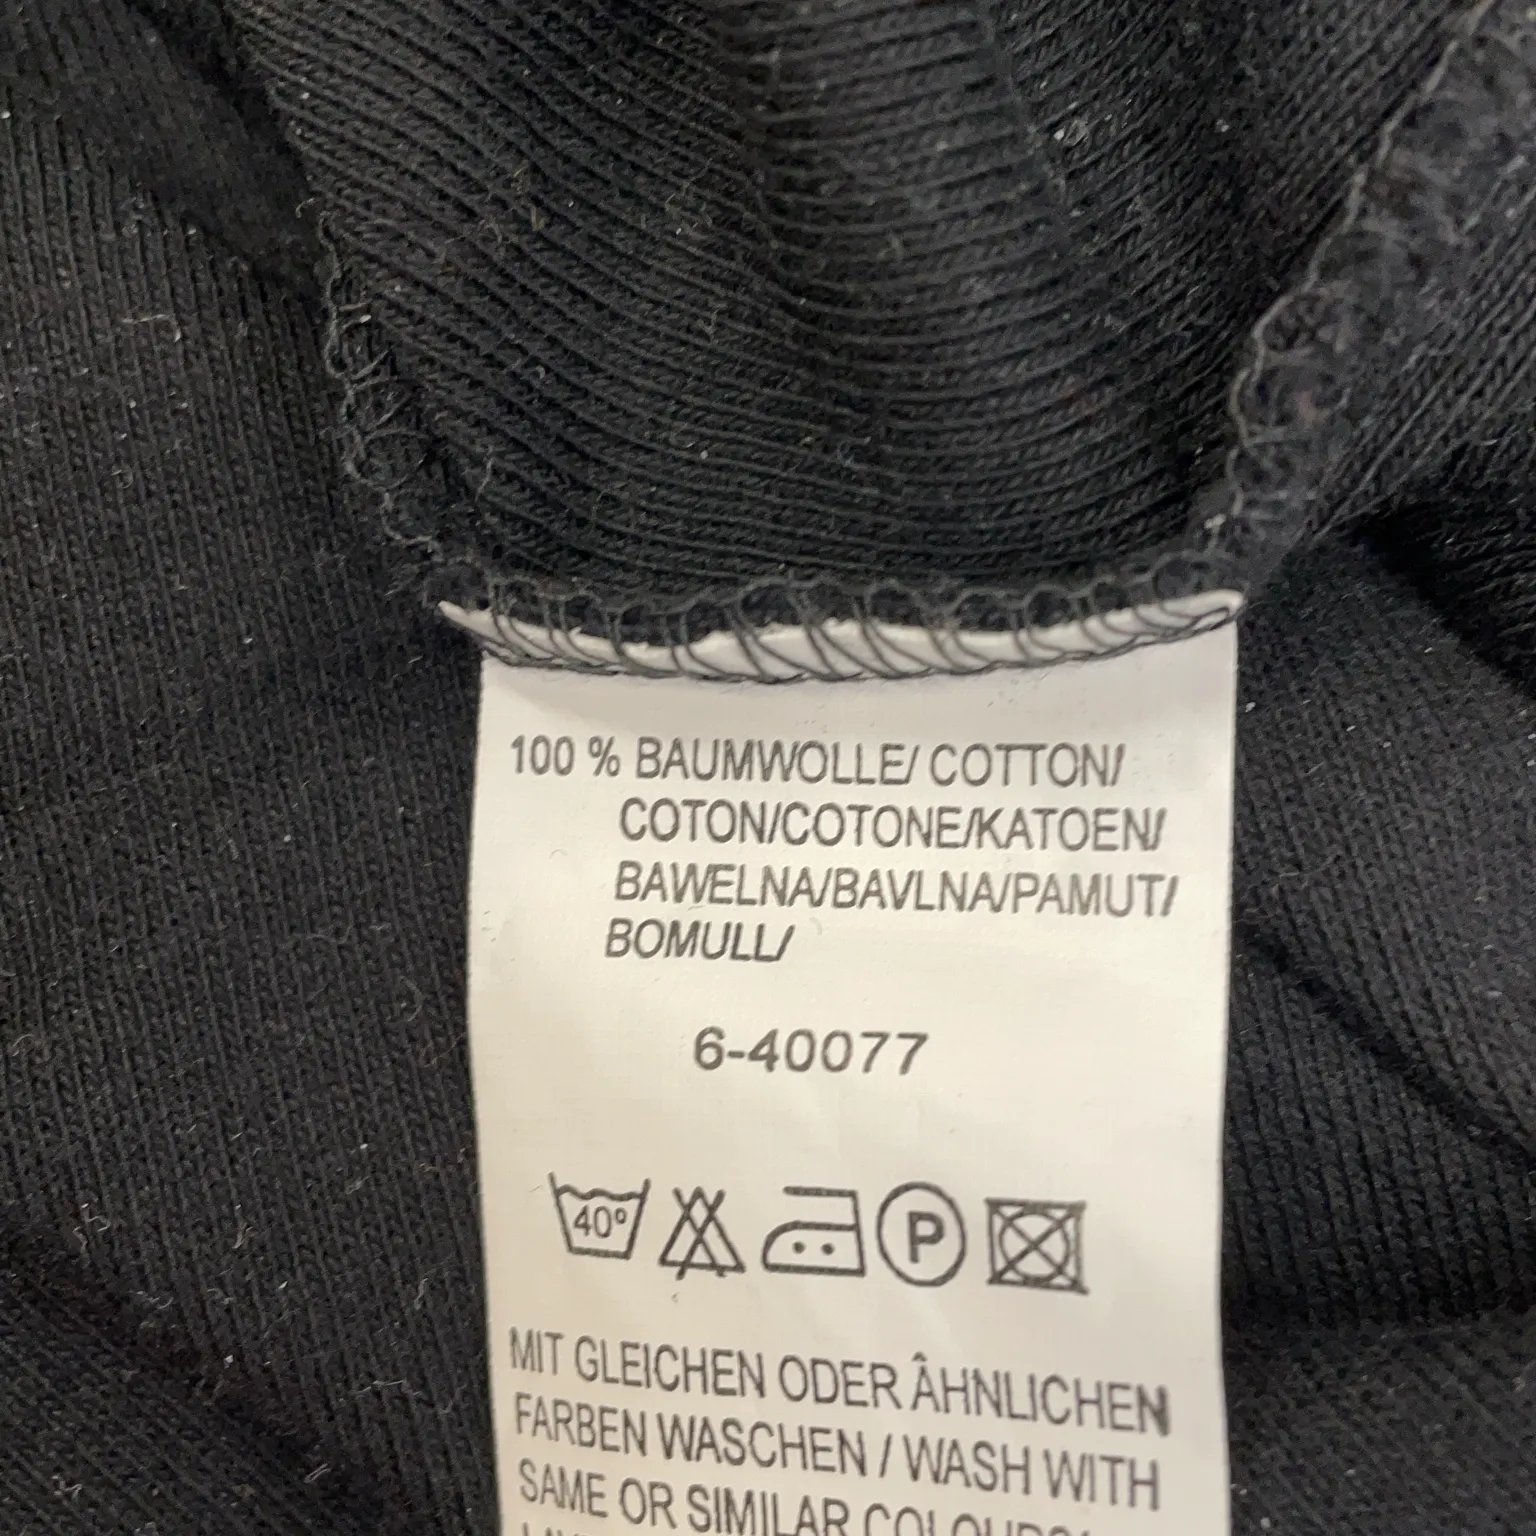 100 % BAUMWOLLE/ COTTON/
COTON/COTONE/KATOEN/
BAWELNA/BAVLNA/PAMUT/
BOMULL/
6-40077
40°
P
MIT GLEICHEN ODER ÂHNLICHEN
FARBEN WASCHEN / WASH WITH
SAME OR SIMILAR COLOURS/